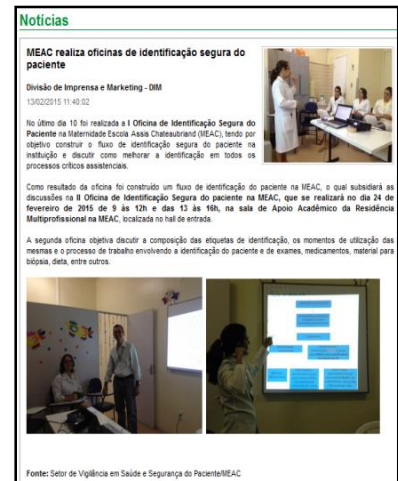 Notícias
MEAC realiza oficinas de identificação segura do
paciente
Divisão de Imprensa e Marketing - DIM
13/02/2015 11:40:02
No útimo dia 10 foi realizada a I Oficina de Identificação Segura do
Paciente na Maternidade Escola Assis Chateaubriand (MEAC), tendo por
objetivo construir o fluxo de identificação segura do paciente na
instituição e discutir como melhorar a identificação em todos os
processos críticos assistenciais.
Como resultado da oficina foi construído um fluxo de identificação do paciente na MEAC, o qual subsidiará as
discussões na II Oficina de Identificação Segura do paciente na MEAC, que se realizará no dia 24 de
fevereiro de 2015 de 9 às 12h e das 13 às 16h, na sala de Apoio Acadêmico da Residência
Multiprofissional na MEAC, localizada no hall de entrada.
A segunda oficina objetiva discutir a composição das etiquetas de identificação, os momentos de utilização das
mesmas e o processo de trabalho envolvendo a identificação do paciente e de exames, medicamentos, material para
biópsia, dieta, entre outros.
Fonte: Setor de Vigilância em Saúde e Segurança do Paciente/MEAC